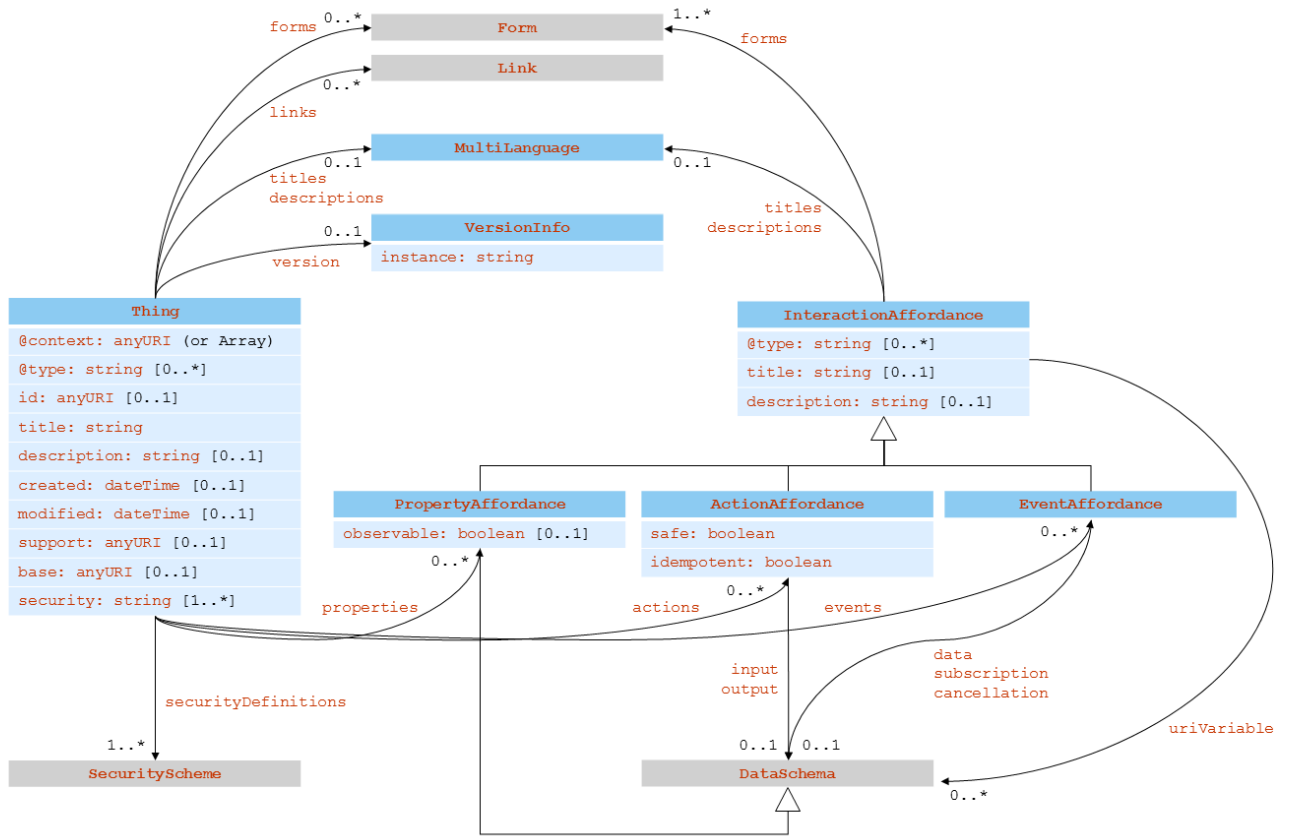 0..*
1..*
forms
Form
forms
Link
0..*
links
MultiLanguage
0..1
0..1
titles
descriptions
titles
descriptions
VersionInfo
0..1
instance: string
version
Thing
@context: anyURI (or Array)
@type: string [0..*]
id: anyURI [0..1]
title: string
description: string [0..1]
created: dateTime [0..1]
modified: dateTime [0..1]
support: anyURI [0..1]
base: anyURI [0..1]
security: string [1..*]
InteractionAffordance
@type: string [0..*]
title: string [0..1]
description: string [0..1]
PropertyAffordance
observable: boolean [0..1]
0..*
ActionAffordance
safe: boolean
idempotent: boolean
0..*
EventAffordance
0..*
properties
actions
events
input
output
data
subscription
cancellation
securityDefinitions
uriVariable
1..*
SecurityScheme
0..1
0..1
DataSchema
0..*